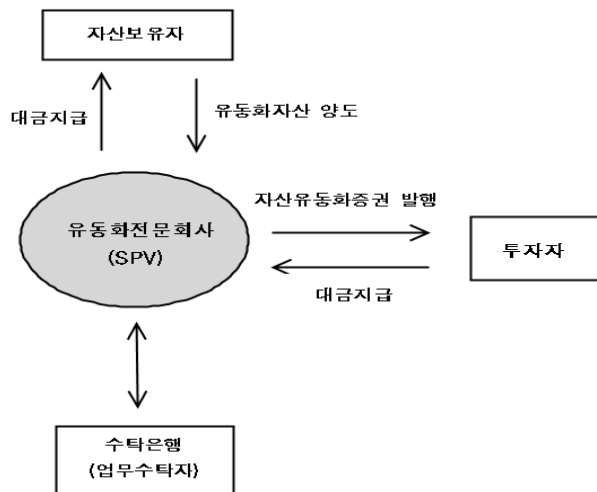 자산보유자
대금지급
유동화자산 양도
자산유동화증권 발행
유동화전문회사
(SPV)
투자자
대금지급
수탁은행
(업무수탁자)